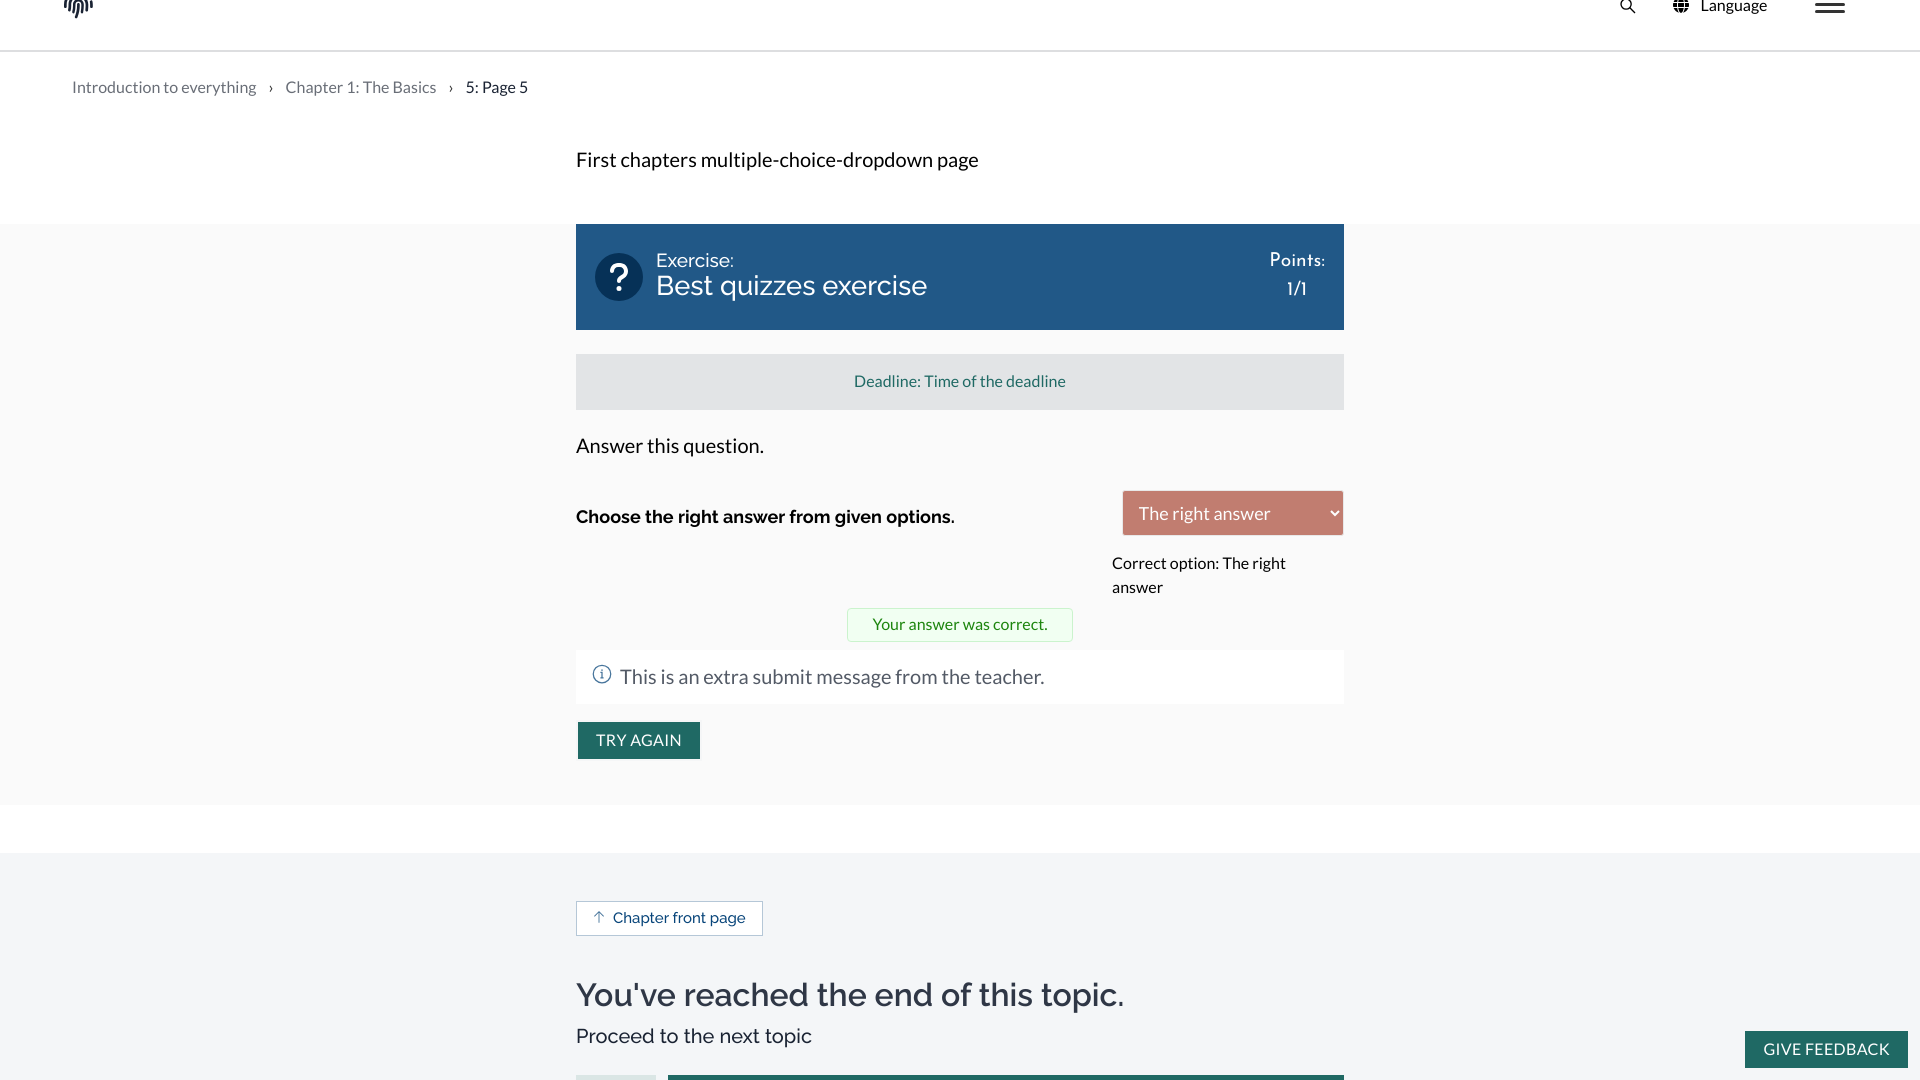 Language
Introduction to everything › Chapter 1: The Basics › 5: Page 5
First chapters multiple-choice-dropdown page
Exercise:
Best quizzes exercise
Points:
1/1
Deadline: Time of the deadline
Answer this question.
Choose the right answer from given options.
The right answer
Correct option: The right
answer
Your answer was correct.
This is an extra submit message from the teacher.
TRY AGAIN
Chapter front page
You've reached the end of this topic.
Proceed to the next topic
GIVE FEEDBACK